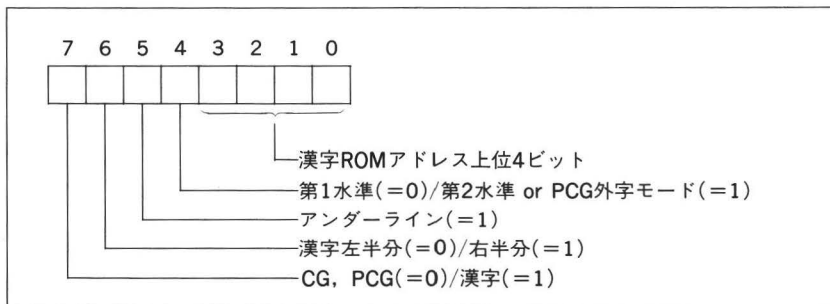 7 6 5 4 3 2 1 0
漢字ROMアドレス上位4ビット
第1水準(=0)/第2水準 or PCG外字モード(=1)
アンダーライン(=1)
漢字左半分(=0)/右半分(=1)
CG, PCG(=0)/漢字(=1)